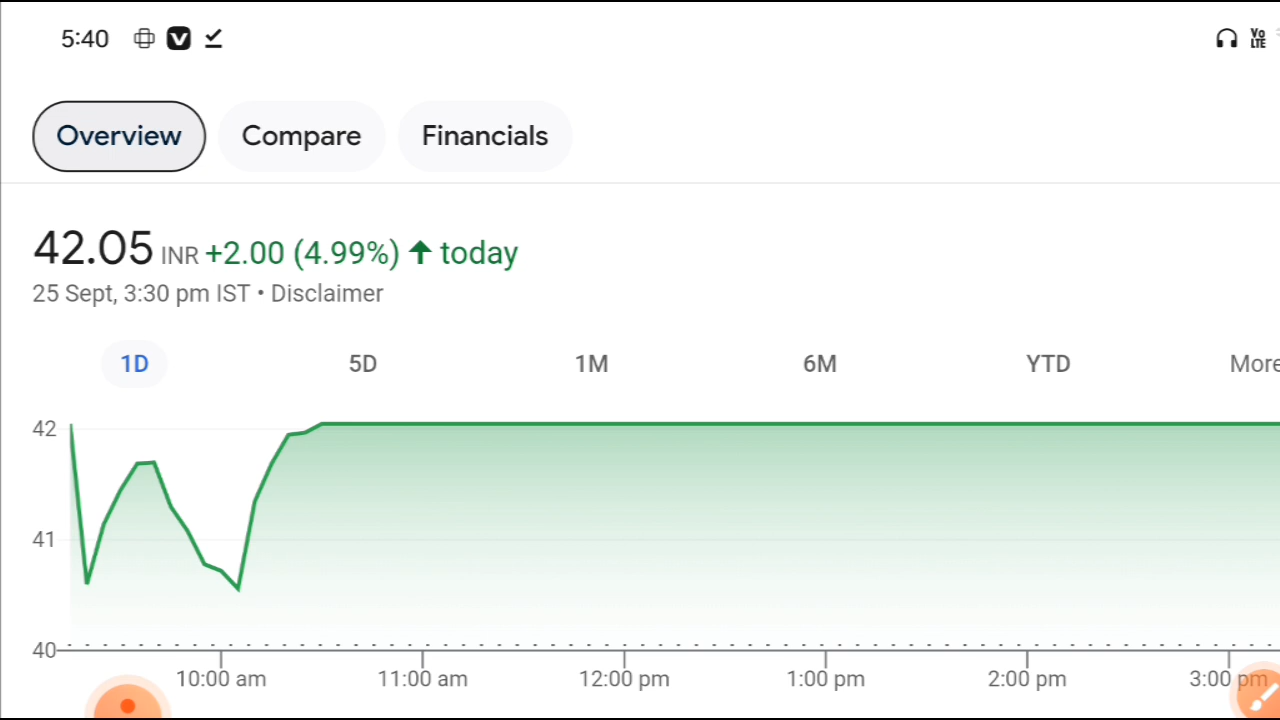 5:40 Vo LTE
Overview Compare Financials
42.05 INR +2.00 (4.99%) ↑ today
25 Sept, 3:30 pm IST • Disclaimer
1D 5D 1M 6M YTD More
42
41
40
10:00 am 11:00 am 12:00 pm 1:00 pm 2:00 pm 3:00 pm